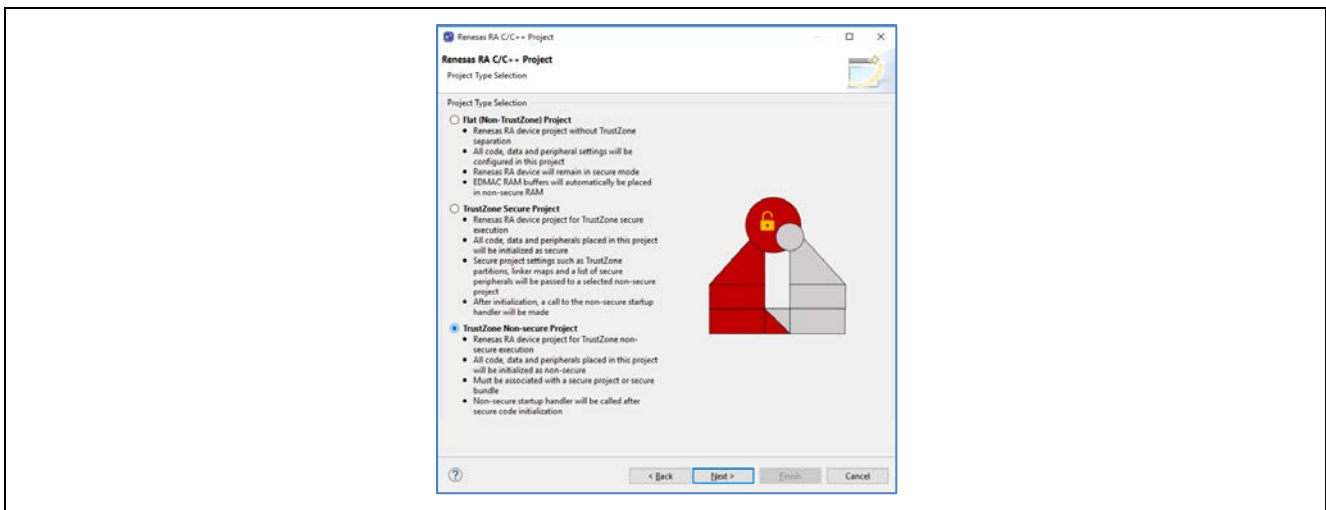 Renesas RA C/C++ Project
Renesas RA C/C++ Project
Project Type Selection
Project Type Selection
Flat (Non-TrustZone) Project
• Renesas RA device project without TrustZone
separation
• All code, data and peripheral settings will be
configured in this project
• Renesas RA device will remain in secure mode
• EDMAC RAM buffers will automatically be placed
in non-secure RAM
TrustZone Secure Project
• Renesas RA device project for TrustZone secure
execution
• All code, data and peripherals placed in this project
will be initialized as secure
• Secure project settings such as TrustZone
partitions, linker maps and a list of secure
peripherals will be passed to a selected non-secure
project
• After initialization, a call to the non-secure startup
handler will be made
TrustZone Non-secure Project
• Renesas RA device project for TrustZone non-
secure execution
• All code, data and peripherals placed in this project
will be initialized as non-secure
• Must be associated with a secure project or secure
bundle
• Non-secure startup handler will be called after
secure code initialization
? < Back Next > Finish Cancel